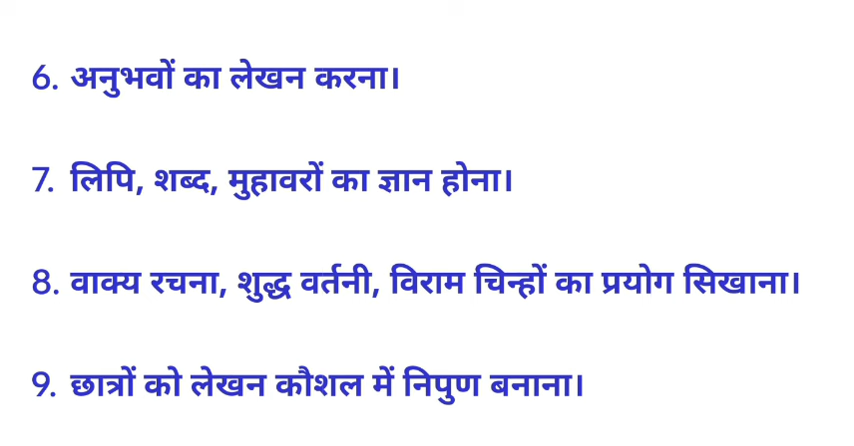 6. अनुभवों का लेखन करना।
7. लिपि, शब्द, मुहावरों का ज्ञान होना।
8. वाक्य रचना, शुद्ध वर्तनी, विराम चिन्हों का प्रयोग सिखाना।
9. छात्रों को लेखन कौशल में निपुण बनाना।